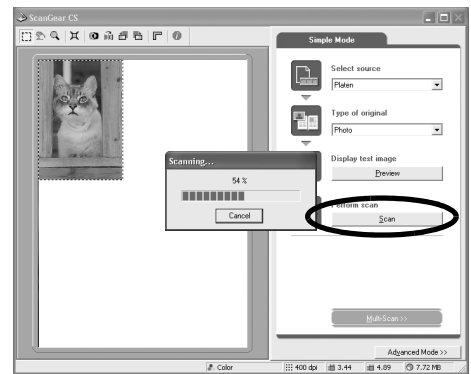 ScanGear CS
Simple Mode
Select source
Platen
Type of original
Photo
Display test image
Preview
Scanning...
54 %
Cancel
Perform scan
Scan
Multi-Scan >>
Advanced Mode >>
Color
400 dpi
3.44
4.89
7.72 MB